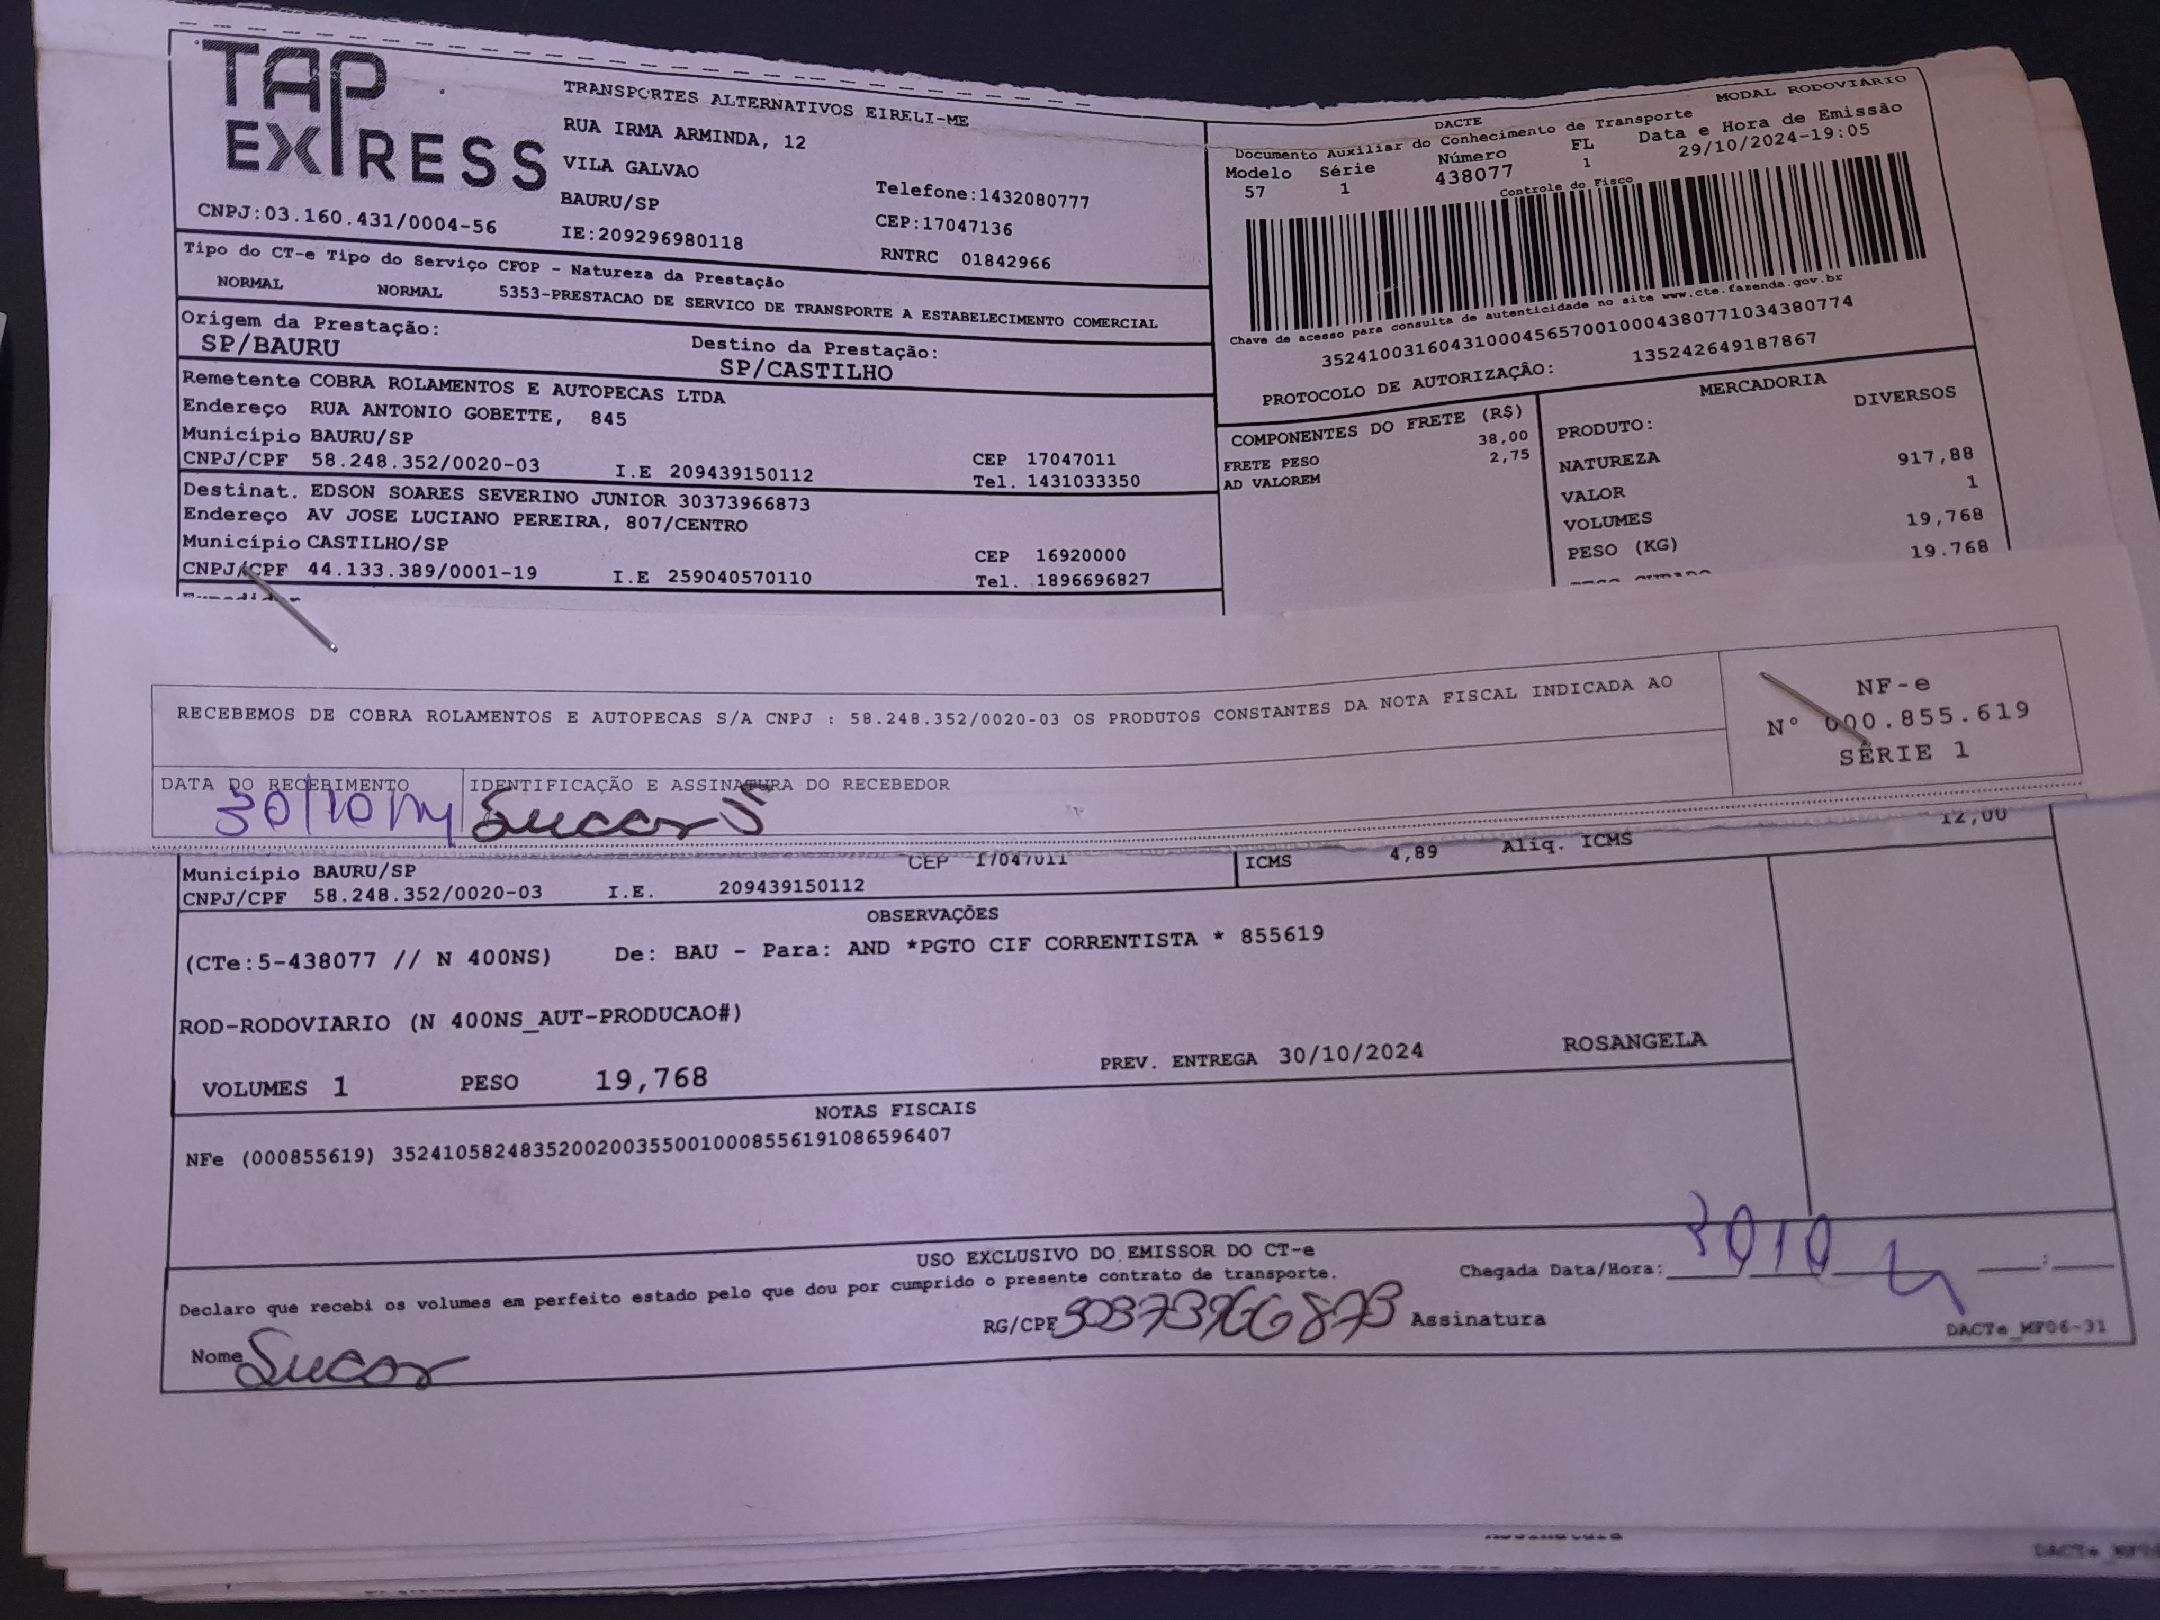 TAP EXPRESS
TRANSPORTES ALTERNATIVOS EIRELI-ME
RUA IRMA ARMINDA, 12
VILA GALVAO
BAURU/SP
Telefone:1432080777
CEP:17047136
CNPJ:03.160.431/0004-56
IE:209296980118
RNTRC 01842966
MODAL RODOVIÁRIO
DACTE
Documento Auxiliar do Conhecimento de Transporte
Modelo Série Número FL Data e Hora de Emissão
57 1 438077 1 29/10/2024-19:05
Controle do Fisco
Chave de acesso para consulta de autenticidade no site www.cte.fazenda.gov.br
35241003160431000456570010004380771034380774
PROTOCOLO DE AUTORIZAÇÃO: 135242649187867
Tipo do CT-e Tipo do Serviço CFOP - Natureza da Prestação
NORMAL NORMAL 5353-PRESTACAO DE SERVICO DE TRANSPORTE A ESTABELECIMENTO COMERCIAL
Origem da Prestação: Destino da Prestação:
SP/BAURU SP/CASTILHO
Remetente COBRA ROLAMENTOS E AUTOPECAS LTDA
Endereço RUA ANTONIO GOBETTE, 845
Município BAURU/SP CEP 17047011
CNPJ/CPF 58.248.352/0020-03 I.E 209439150112 Tel. 1431033350
Destinat. EDSON SOARES SEVERINO JUNIOR 30373966873
Endereço AV JOSE LUCIANO PEREIRA, 807/CENTRO
Município CASTILHO/SP CEP 16920000
CNPJ/CPF 44.133.389/0001-19 I.E 259040570110 Tel. 1896696827
COMPONENTES DO FRETE (R$)
FRETE PESO 38,00
AD VALOREM 2,75
MERCADORIA
PRODUTO: DIVERSOS
NATUREZA
VALOR 917,88
VOLUMES 1
PESO (KG) 19,768
19.768
RECEBEMOS DE COBRA ROLAMENTOS E AUTOPECAS S/A CNPJ : 58.248.352/0020-03 OS PRODUTOS CONSTANTES DA NOTA FISCAL INDICADA AO
NF-e
Nº 000.855.619
SÉRIE 1
DATA DO RECEBIMENTO IDENTIFICAÇÃO E ASSINATURA DO RECEBEDOR
30/10/
12,00
Município BAURU/SP CEP 17047011 ICMS 4,89 Aliq. ICMS
CNPJ/CPF 58.248.352/0020-03 I.E. 209439150112
OBSERVAÇÕES
(CTe:5-438077 // N 400NS) De: BAU - Para: AND *PGTO CIF CORRENTISTA * 855619
ROD-RODOVIARIO (N 400NS_AUT-PRODUCAO#)
VOLUMES 1 PESO 19,768 PREV. ENTREGA 30/10/2024 ROSANGELA
NOTAS FISCAIS
NFe (000855619) 35241058248352002003550010008556191086596407
USO EXCLUSIVO DO EMISSOR DO CT-e
Declaro que recebi os volumes em perfeito estado pelo que dou por cumprido o presente contrato de transporte.
Chegada Data/Hora: 30 10
Nome RG/CPF 30373966873 Assinatura
DACTe_MF06-31